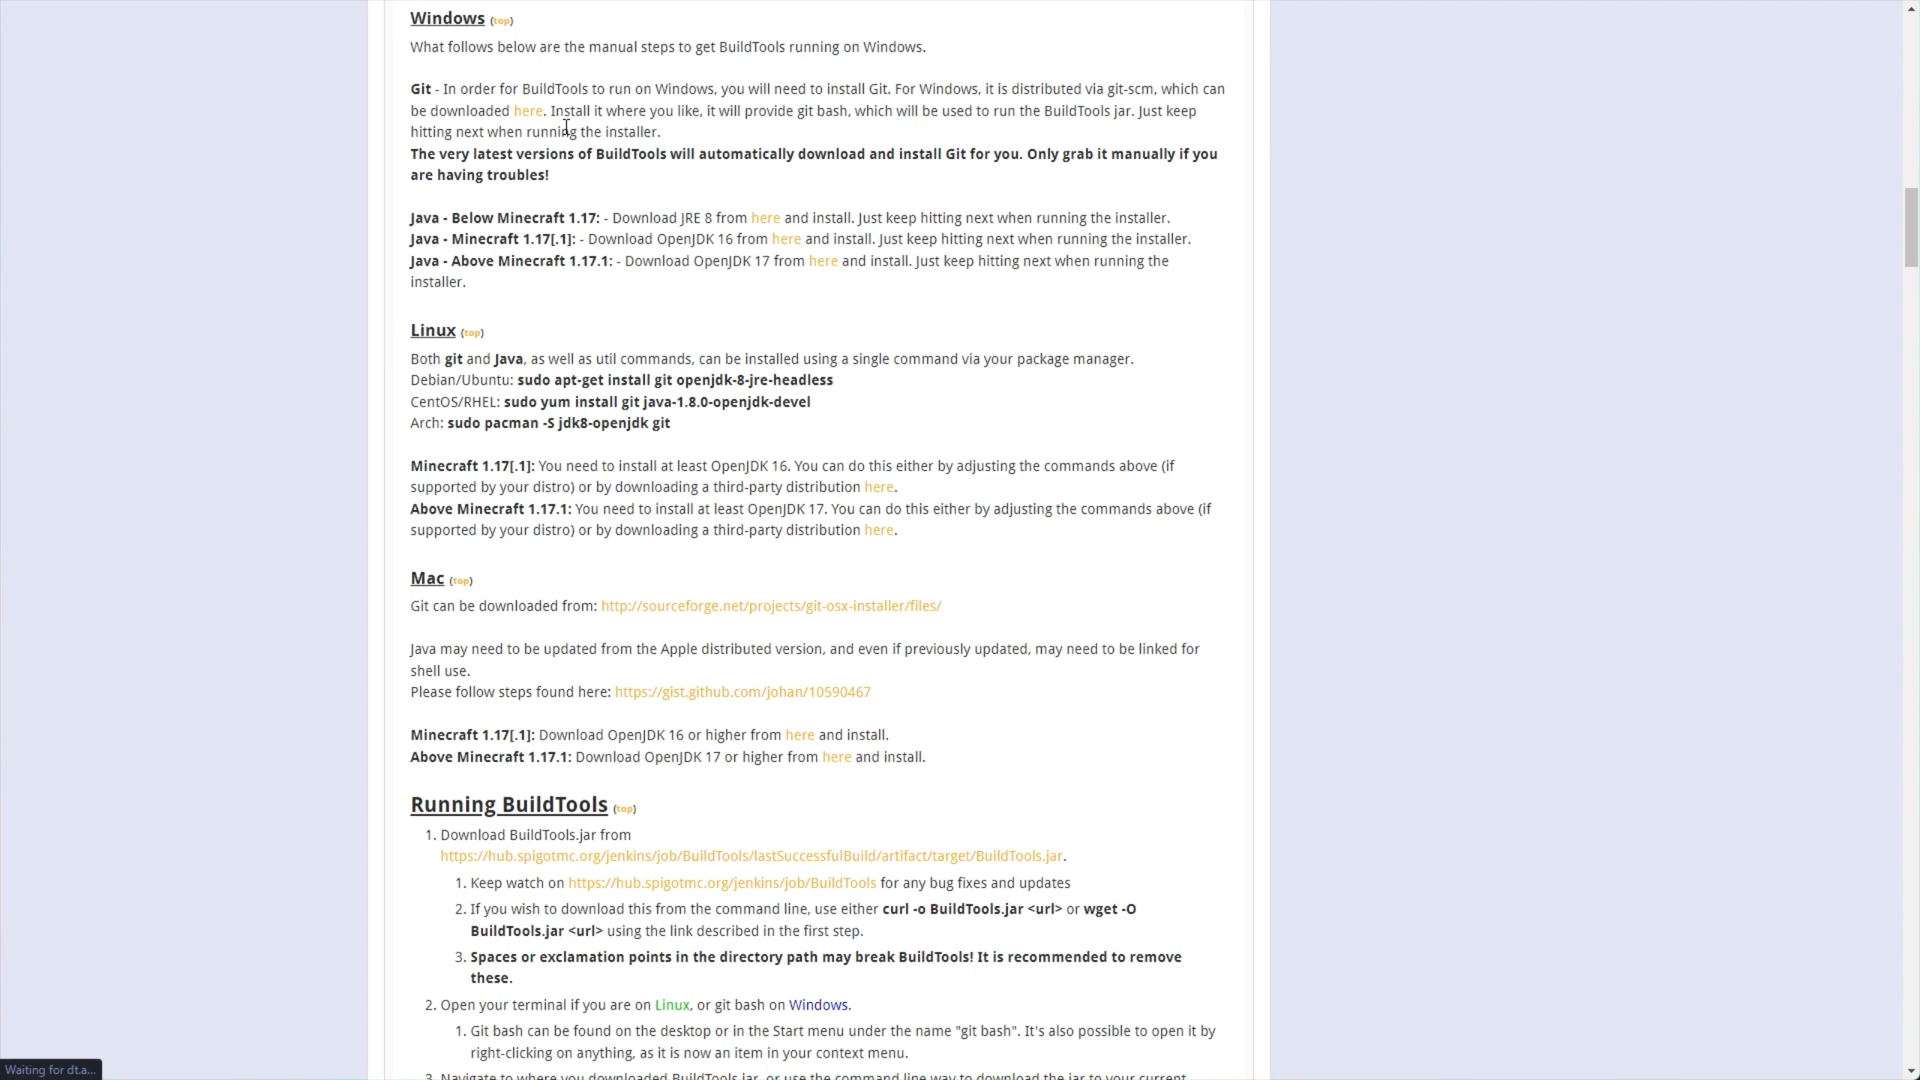 Windows (top)
What follows below are the manual steps to get BuildTools running on Windows.
Git - In order for BuildTools to run on Windows, you will need to install Git. For Windows, it is distributed via git-scm, which can
be downloaded here. Install it where you like, it will provide git bash, which will be used to run the BuildTools jar. Just keep
hitting next when running the installer.
The very latest versions of BuildTools will automatically download and install Git for you. Only grab it manually if you
are having troubles!
Java - Below Minecraft 1.17: - Download JRE 8 from here and install. Just keep hitting next when running the installer.
Java - Minecraft 1.17[.1]: - Download OpenJDK 16 from here and install. Just keep hitting next when running the installer.
Java - Above Minecraft 1.17.1: - Download OpenJDK 17 from here and install. Just keep hitting next when running the
installer.
Linux (top)
Both git and Java, as well as util commands, can be installed using a single command via your package manager.
Debian/Ubuntu: sudo apt-get install git openjdk-8-jre-headless
CentOS/RHEL: sudo yum install git java-1.8.0-openjdk-devel
Arch: sudo pacman -S jdk8-openjdk git
Minecraft 1.17[.1]: You need to install at least OpenJDK 16. You can do this either by adjusting the commands above (if
supported by your distro) or by downloading a third-party distribution here.
Above Minecraft 1.17.1: You need to install at least OpenJDK 17. You can do this either by adjusting the commands above (if
supported by your distro) or by downloading a third-party distribution here.
Mac (top)
Git can be downloaded from: http://sourceforge.net/projects/git-osx-installer/files/
Java may need to be updated from the Apple distributed version, and even if previously updated, may need to be linked for
shell use.
Please follow steps found here: https://gist.github.com/johan/10590467
Minecraft 1.17[.1]: Download OpenJDK 16 or higher from here and install.
Above Minecraft 1.17.1: Download OpenJDK 17 or higher from here and install.
Running BuildTools (top)
1. Download BuildTools.jar from
https://hub.spigotmc.org/jenkins/job/BuildTools/lastSuccessfulBuild/artifact/target/BuildTools.jar.
1. Keep watch on https://hub.spigotmc.org/jenkins/job/BuildTools for any bug fixes and updates
2. If you wish to download this from the command line, use either curl -o BuildTools.jar <url> or wget -O
BuildTools.jar <url> using the link described in the first step.
3. Spaces or exclamation points in the directory path may break BuildTools! It is recommended to remove
these.
2. Open your terminal if you are on Linux, or git bash on Windows.
1. Git bash can be found on the desktop or in the Start menu under the name "git bash". It's also possible to open it by
right-clicking on anything, as it is now an item in your context menu.
3. Navigate to where you downloaded BuildTools.jar, or use the command line way to download the jar to your current
Waiting for dt.a...